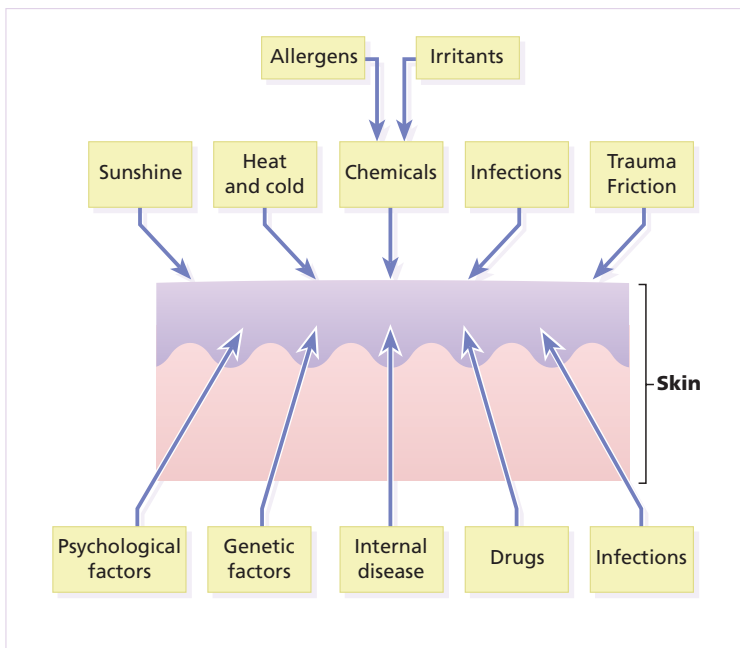 Allergens
Irritants
Sunshine
Heat
and cold
Chemicals
Infections
Trauma
Friction
Skin
Psychological
factors
Genetic
factors
Internal
disease
Drugs
Infections